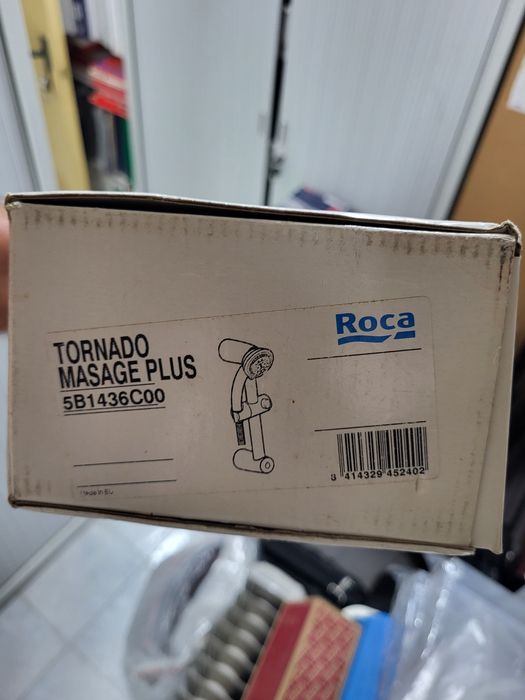 TORNADO
MASAGE PLUS
5B1436C00
Roca
8 414329 452402
Made in EU